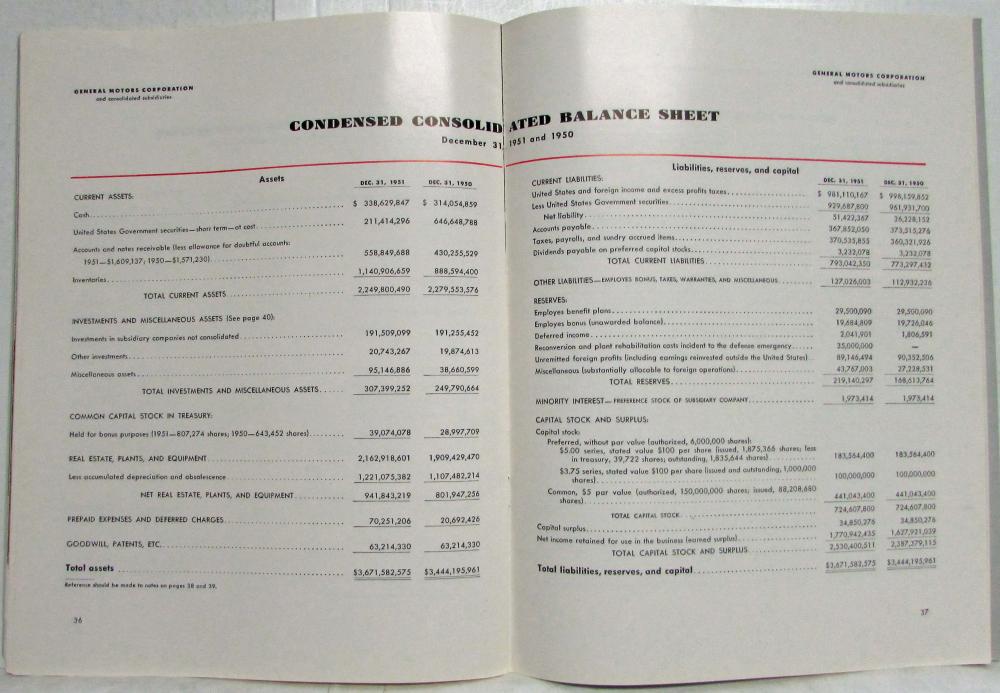 GENERAL MOTORS CORPORATION
and consolidated subsidiaries
GENERAL MOTORS CORPORATION
and consolidated subsidiaries
CONDENSED CONSOLIDATED BALANCE SHEET
December 31, 1951 and 1950
Assets
DEC. 31, 1951 DEC. 31, 1950
CURRENT ASSETS:
Cash $ 338,629,847 $ 314,054,859
United States Government securities—short term—at cost 211,414,296 646,648,788
Accounts and notes receivable (less allowance for doubtful accounts:
1951—$1,609,137; 1950—$1,571,230) 558,849,688 430,255,529
Inventories 1,140,906,659 888,594,400
TOTAL CURRENT ASSETS 2,249,800,490 2,279,553,576
INVESTMENTS AND MISCELLANEOUS ASSETS (See page 40):
Investments in subsidiary companies not consolidated 191,509,099 191,255,452
Other investments 20,743,267 19,874,613
Miscellaneous assets 95,146,886 38,660,599
TOTAL INVESTMENTS AND MISCELLANEOUS ASSETS 307,399,252 249,790,664
COMMON CAPITAL STOCK IN TREASURY:
Held for bonus purposes (1951—807,274 shares; 1950—643,452 shares) 39,074,078 28,997,709
REAL ESTATE, PLANTS, AND EQUIPMENT 2,162,918,601 1,909,429,470
Less accumulated depreciation and obsolescence 1,221,075,382 1,107,482,214
NET REAL ESTATE, PLANTS, AND EQUIPMENT 941,843,219 801,947,256
PREPAID EXPENSES AND DEFERRED CHARGES 70,251,206 20,692,426
GOODWILL, PATENTS, ETC. 63,214,330 63,214,330
Total assets $3,671,582,575 $3,444,195,961
Reference should be made to notes on pages 38 and 39.
36
Liabilities, reserves, and capital
DEC. 31, 1951 DEC. 31, 1950
CURRENT LIABILITIES:
United States and foreign income and excess profits taxes $ 981,110,167 $ 998,159,852
Less United States Government securities 929,687,800 961,931,700
Net liability 51,422,367 36,228,152
Accounts payable 367,852,050 373,515,276
Taxes, payrolls, and sundry accrued items 370,535,855 360,321,926
Dividends payable on preferred capital stocks 3,232,078 3,232,078
TOTAL CURRENT LIABILITIES 793,042,350 773,297,432
OTHER LIABILITIES—EMPLOYES BONUS, TAXES, WARRANTIES, AND MISCELLANEOUS 127,026,003 112,932,236
RESERVES:
Employes benefit plans 29,500,090 29,500,090
Employes bonus (unawarded balance) 19,684,809 19,726,046
Deferred income 2,041,901 1,806,591
Reconversion and plant rehabilitation costs incident to the defense emergency 35,000,000 —
Unremitted foreign profits (including earnings reinvested outside the United States) 89,146,494 90,352,506
Miscellaneous (substantially allocable to foreign operations) 43,767,003 27,228,531
TOTAL RESERVES 219,140,297 168,613,764
MINORITY INTEREST—PREFERENCE STOCK OF SUBSIDIARY COMPANY 1,973,414 1,973,414
CAPITAL STOCK AND SURPLUS:
Capital stock:
Preferred, without par value (authorized, 6,000,000 shares):
$5.00 series, stated value $100 per share (issued, 1,875,366 shares; less
in treasury, 39,722 shares; outstanding, 1,835,644 shares) 183,564,400 183,564,400
$3.75 series, stated value $100 per share (issued and outstanding, 1,000,000
shares) 100,000,000 100,000,000
Common, $5 par value (authorized, 150,000,000 shares; issued, 88,208,680
shares) 441,043,400 441,043,400
TOTAL CAPITAL STOCK 724,607,800 724,607,800
Capital surplus 34,850,276 34,850,276
Net income retained for use in the business (earned surplus) 1,770,942,435 1,627,921,039
TOTAL CAPITAL STOCK AND SURPLUS 2,530,400,511 2,387,379,115
Total liabilities, reserves, and capital $3,671,582,575 $3,444,195,961
37